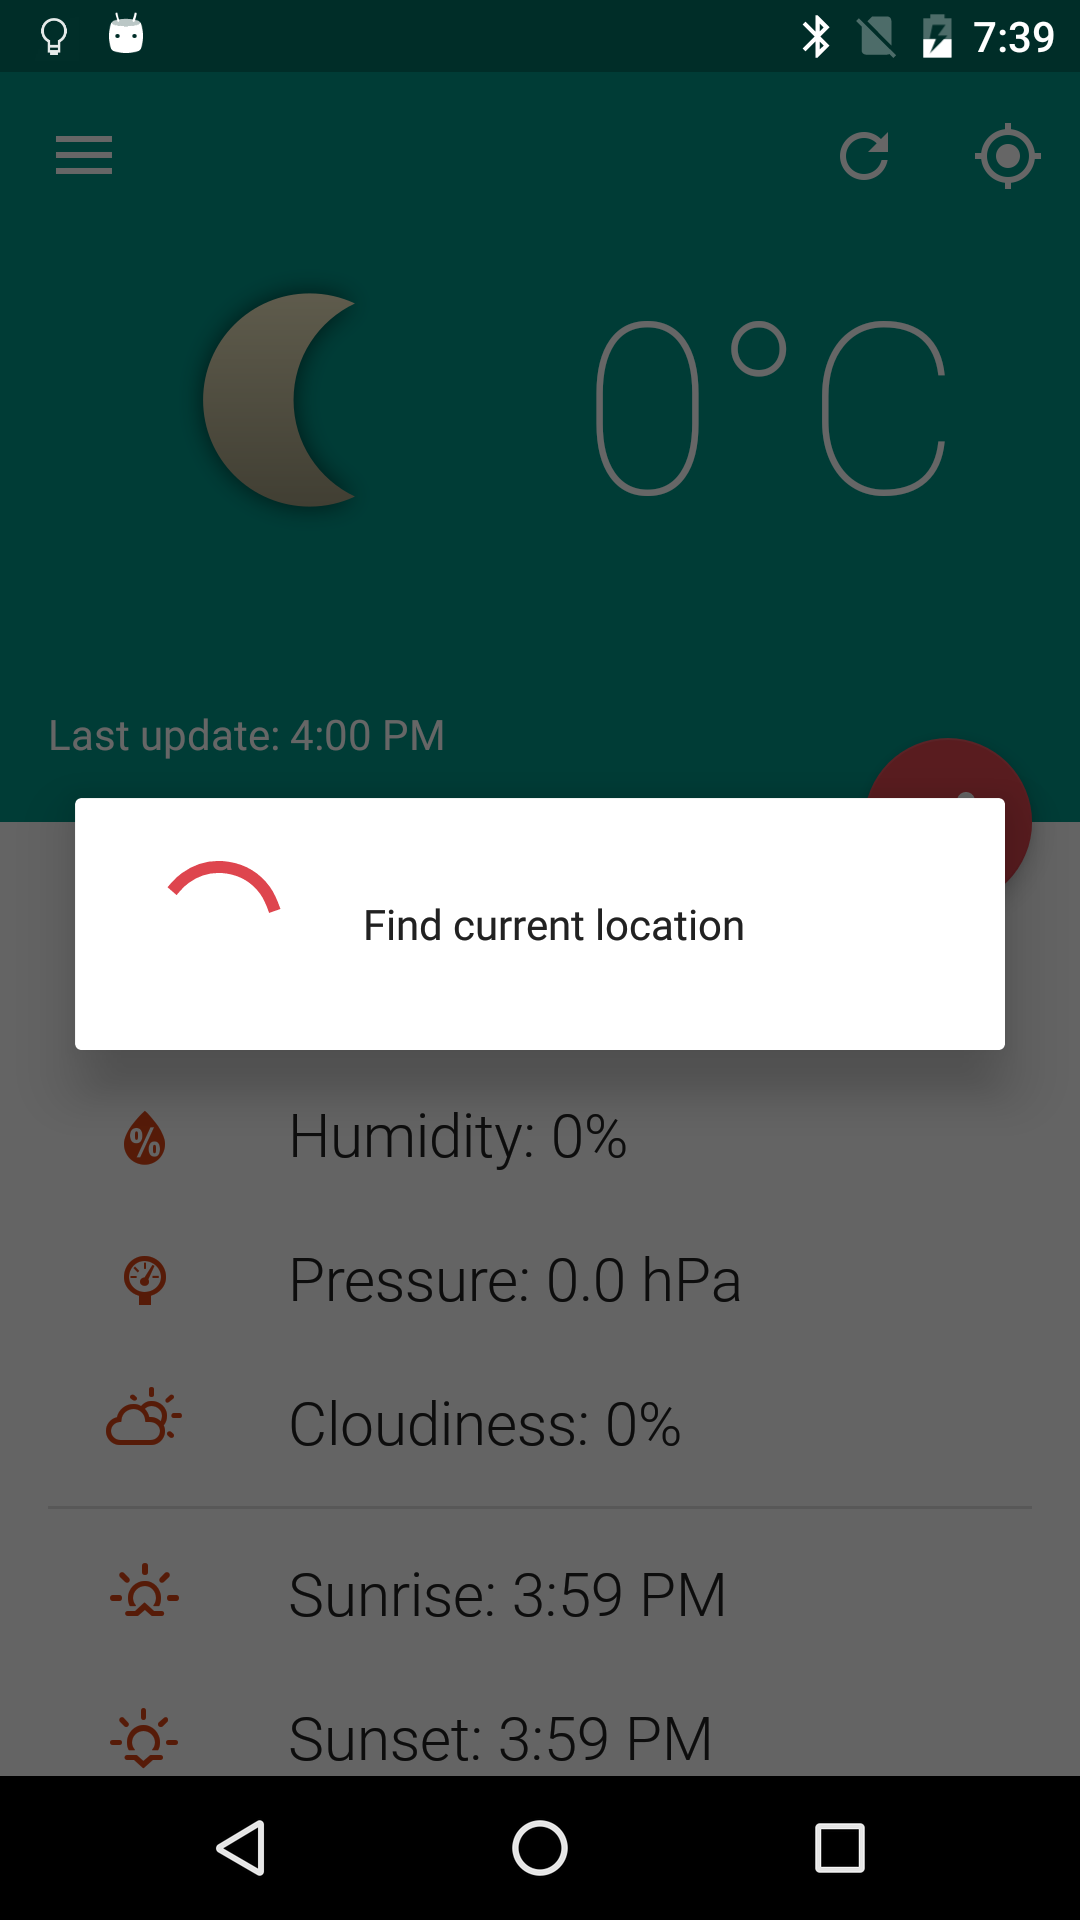 7:39
0°C
Last update: 4:00 PM
Find current location
Humidity: 0%
Pressure: 0.0 hPa
Cloudiness: 0%
Sunrise: 3:59 PM
Sunset: 3:59 PM